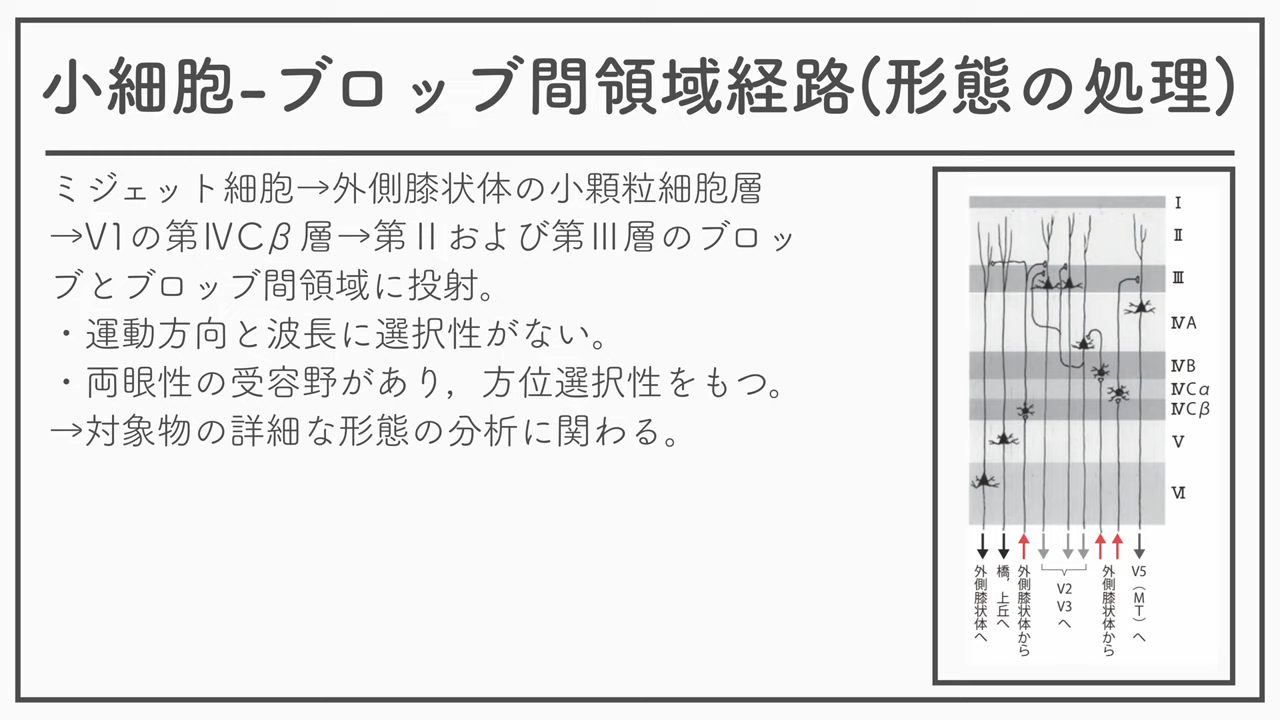 小細胞-ブロッブ間領域経路(形態の処理)
ミジェット細胞→外側膝状体の小顆粒細胞層
→V1の第ⅣCβ層→第Ⅱおよび第Ⅲ層のブロッ
ブとブロッブ間領域に投射。
・運動方向と波長に選択性がない。
・両眼性の受容野があり，方位選択性をもつ。
→対象物の詳細な形態の分析に関わる。
Ⅰ
Ⅱ
Ⅲ
ⅣA
ⅣB
ⅣCα
ⅣCβ
Ⅴ
Ⅵ
外側膝状体へ
橋，上丘へ
外側膝状体から
V2
V3
へ
外側膝状体から
V5（MT）へ